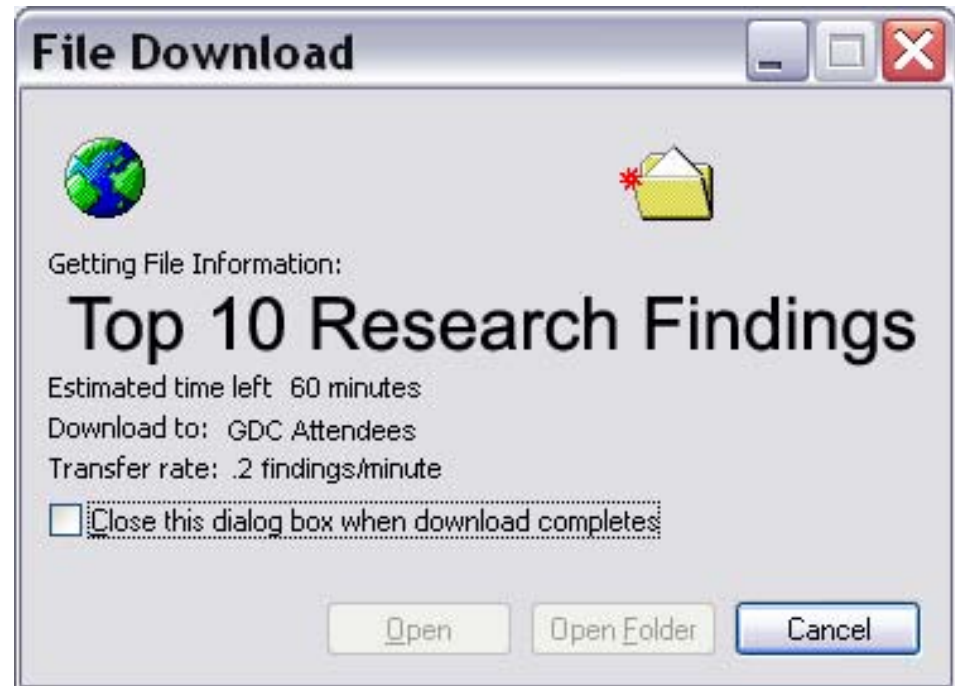 File Download
Getting File Information:
Top 10 Research Findings
Estimated time left 60 minutes
Download to: GDC Attendees
Transfer rate: .2 findings/minute
Close this dialog box when download completes
Open Open Folder Cancel